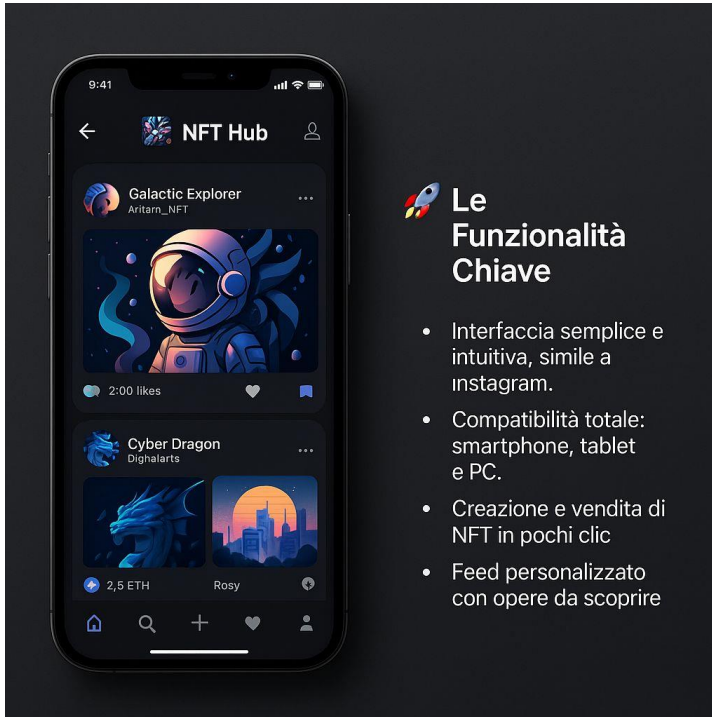 9:41
NFT Hub
Galactic Explorer
Aritarn_NFT
2:00 likes
Cyber Dragon
Dighalarts
2,5 ETH
Rosy
Le
Funzionalità
Chiave
• Interfaccia semplice e
intuitiva, simile a
ınstagram.
• Compatibilità totale:
smartphone, tablet
e PC.
• Creazione e vendita di
NFT in pochi clic
• Feed personalizzato
con opere da scoprire